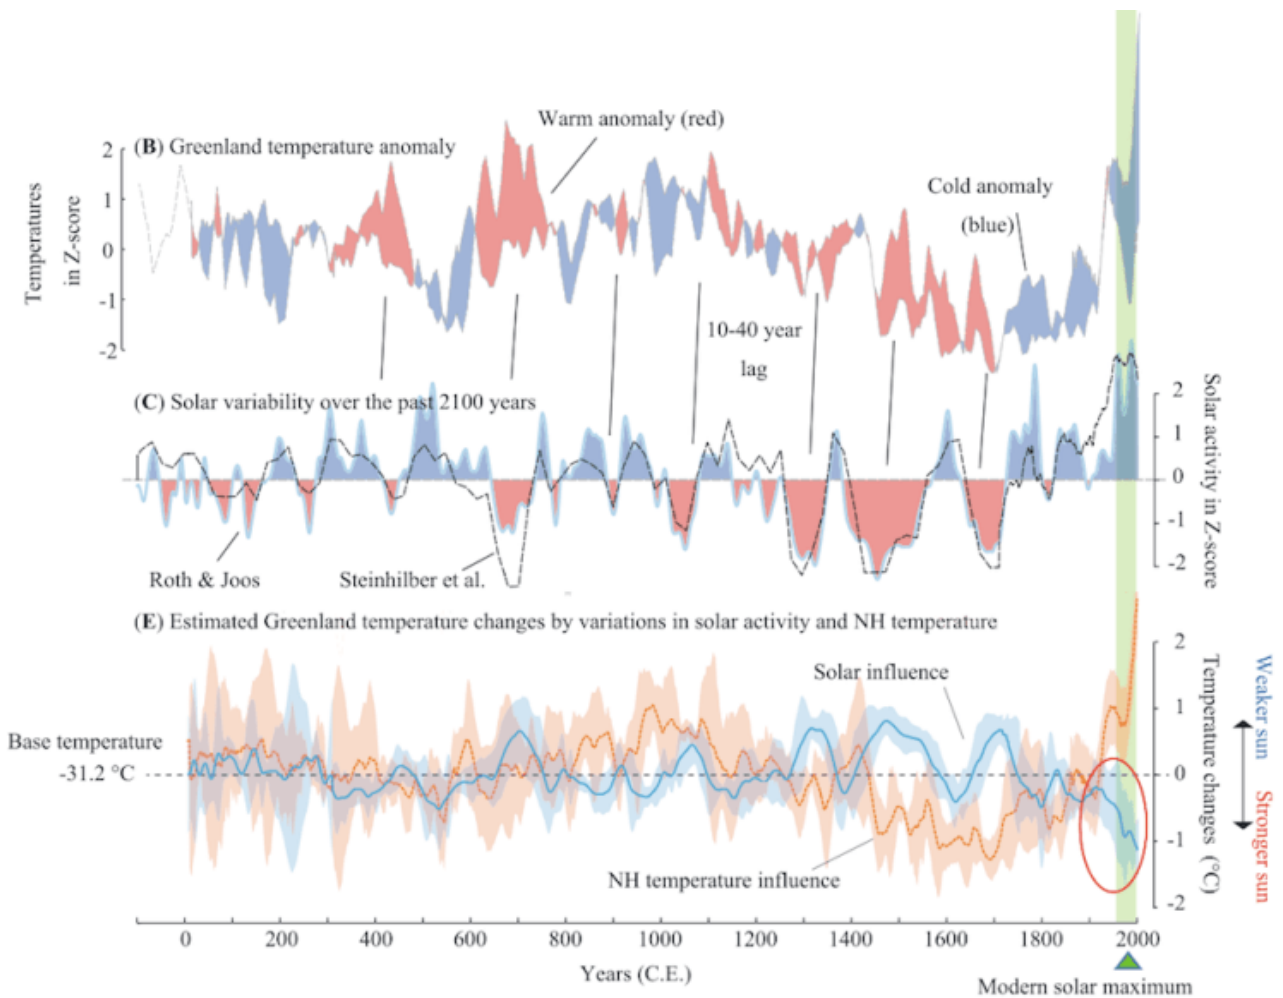 Warm anomaly (red)
(B) Greenland temperature anomaly
2
1
0
-1
-2
Temperatures
in Z-score
Cold anomaly
(blue)
10-40 year
lag
(C) Solar variability over the past 2100 years
2
1
0
-1
-2
Solar activity in Z-score
Roth & Joos
Steinhilber et al.
(E) Estimated Greenland temperature changes by variations in solar activity and NH temperature
Solar influence
2
1
0
-1
-2
Temperature changes (°C)
Weaker sun
Stronger sun
Base temperature
-31.2 °C
NH temperature influence
0
200
400
600
800
1000
1200
1400
1600
1800
2000
Years (C.E.)
Modern solar maximum